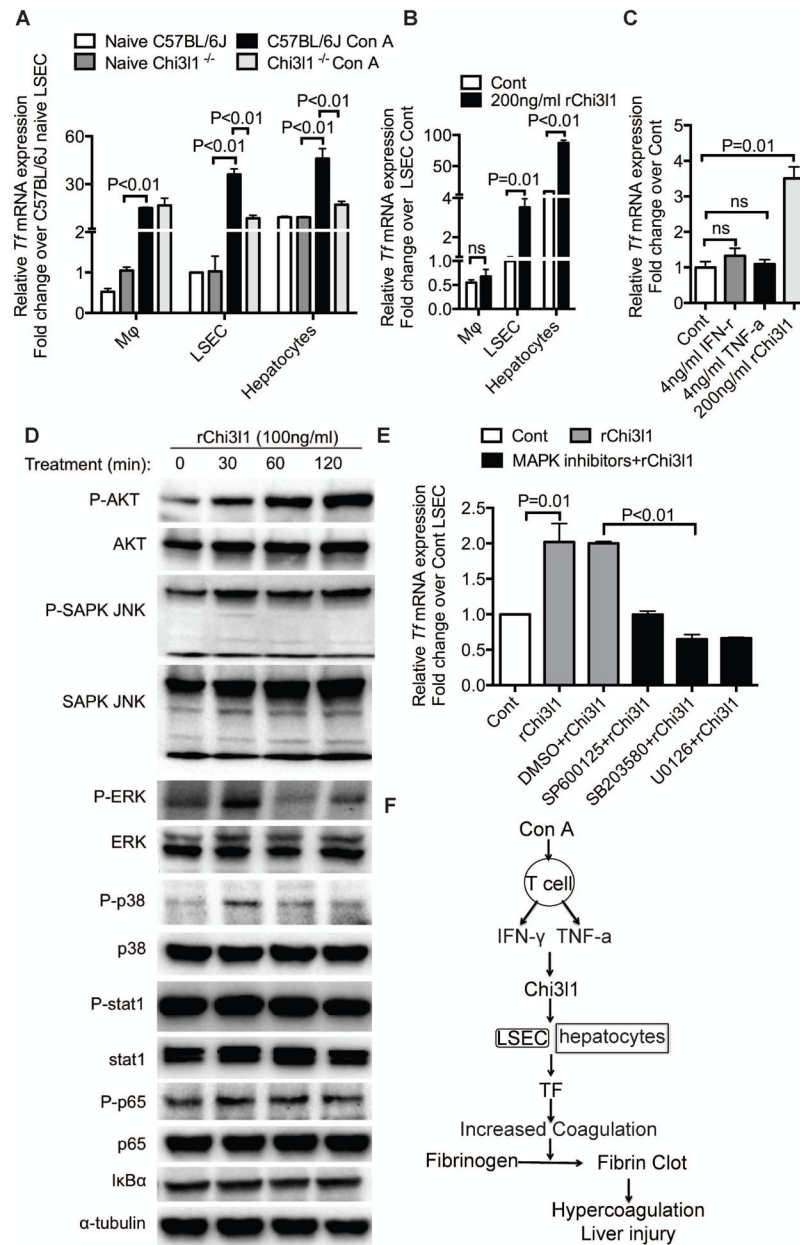 A
Naive C57BL/6J
C57BL/6J Con A
Naive Chi3l1 -/-
Chi3l1 -/- Con A
Relative Tf mRNA expression
Fold change over C57BL/6J naive LSEC
60
30
2
1
0
P<0.01
P<0.01
P<0.01
P<0.01
P<0.01
Mφ
LSEC
Hepatocytes
B
Cont
200ng/ml rChi3l1
Relative Tf mRNA expression
Fold change over LSEC Cont
100
50
4
2
1.0
0.5
0.0
ns
P=0.01
P<0.01
Mφ
LSEC
Hepatocytes
C
Relative Tf mRNA expression
Fold change over Cont
5
4
3
2
1
0
P=0.01
ns
ns
Cont
4ng/ml IFN-r
4ng/ml TNF-a
200ng/ml rChi3l1
D
rChi3l1 (100ng/ml)
Treatment (min): 0 30 60 120
P-AKT
AKT
P-SAPK JNK
SAPK JNK
P-ERK
ERK
P-p38
p38
P-stat1
stat1
P-p65
p65
IκBα
α-tubulin
E
Cont
rChi3l1
MAPK inhibitors+rChi3l1
Relative Tf mRNA expression
Fold change over Cont LSEC
2.5
2.0
1.5
1.0
0.5
0.0
P=0.01
P<0.01
Cont
rChi3l1
DMSO+rChi3l1
SP600125+rChi3l1
SB203580+rChi3l1
U0126+rChi3l1
F
Con A
T cell
IFN-γ TNF-a
Chi3l1
LSEC hepatocytes
TF
Increased Coagulation
Fibrinogen Fibrin Clot
Hypercoagulation
Liver injury